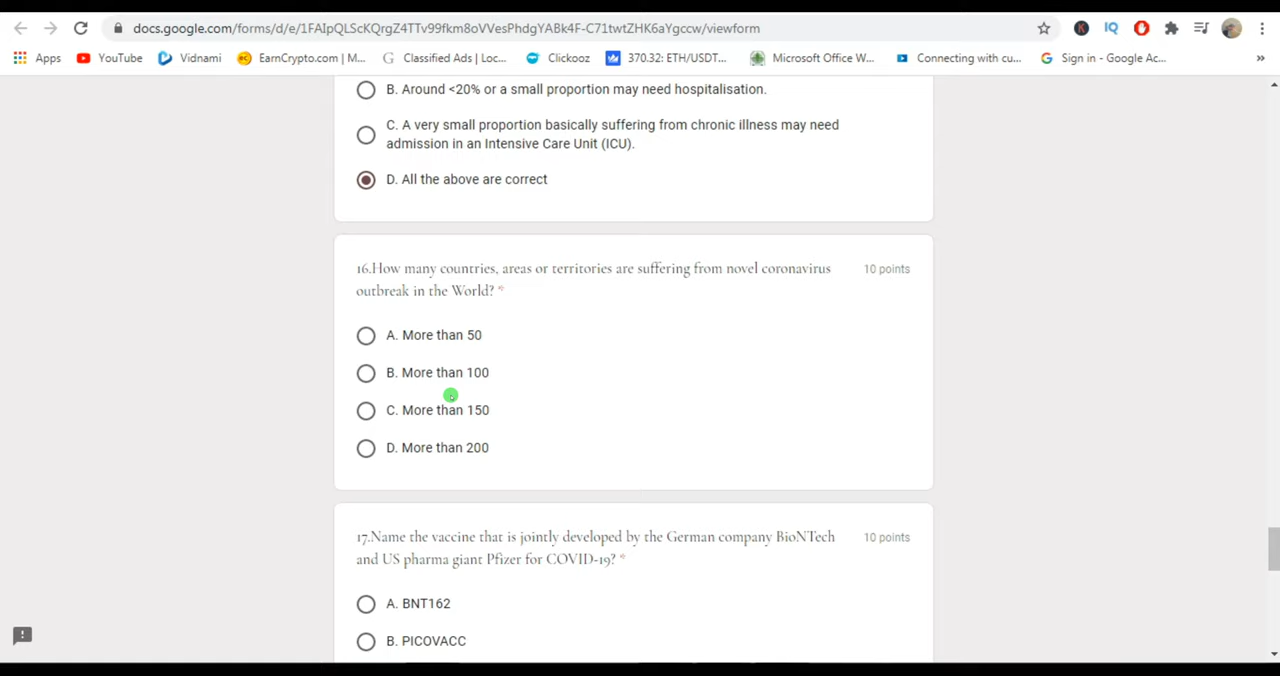 docs.google.com/forms/d/e/1FAIpQLScKQrgZ4TTv99fkm8oVVesPhdgYABk4F-C71twtZHK6aYgccw/viewform
Apps YouTube Vidnami EarnCrypto.com | M... Classified Ads | Loc... Clickooz 370.32: ETH/USDT... Microsoft Office W... Connecting with cu... Sign in - Google Ac... »
B. Around <20% or a small proportion may need hospitalisation.
C. A very small proportion basically suffering from chronic illness may need
admission in an Intensive Care Unit (ICU).
D. All the above are correct
16.How many countries, areas or territories are suffering from novel coronavirus 10 points
outbreak in the World? *
A. More than 50
B. More than 100
C. More than 150
D. More than 200
17.Name the vaccine that is jointly developed by the German company BioNTech 10 points
and US pharma giant Pfizer for COVID-19? *
A. BNT162
B. PICOVACC